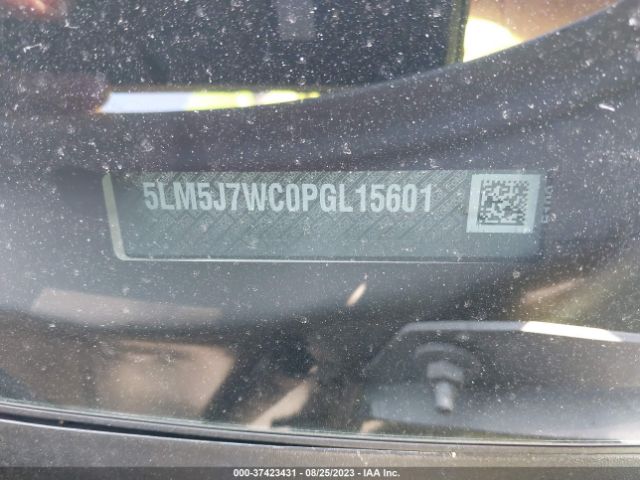 5LM5J7WC0PGL15601
000-37423431 - 08/25/2023 - IAA Inc.